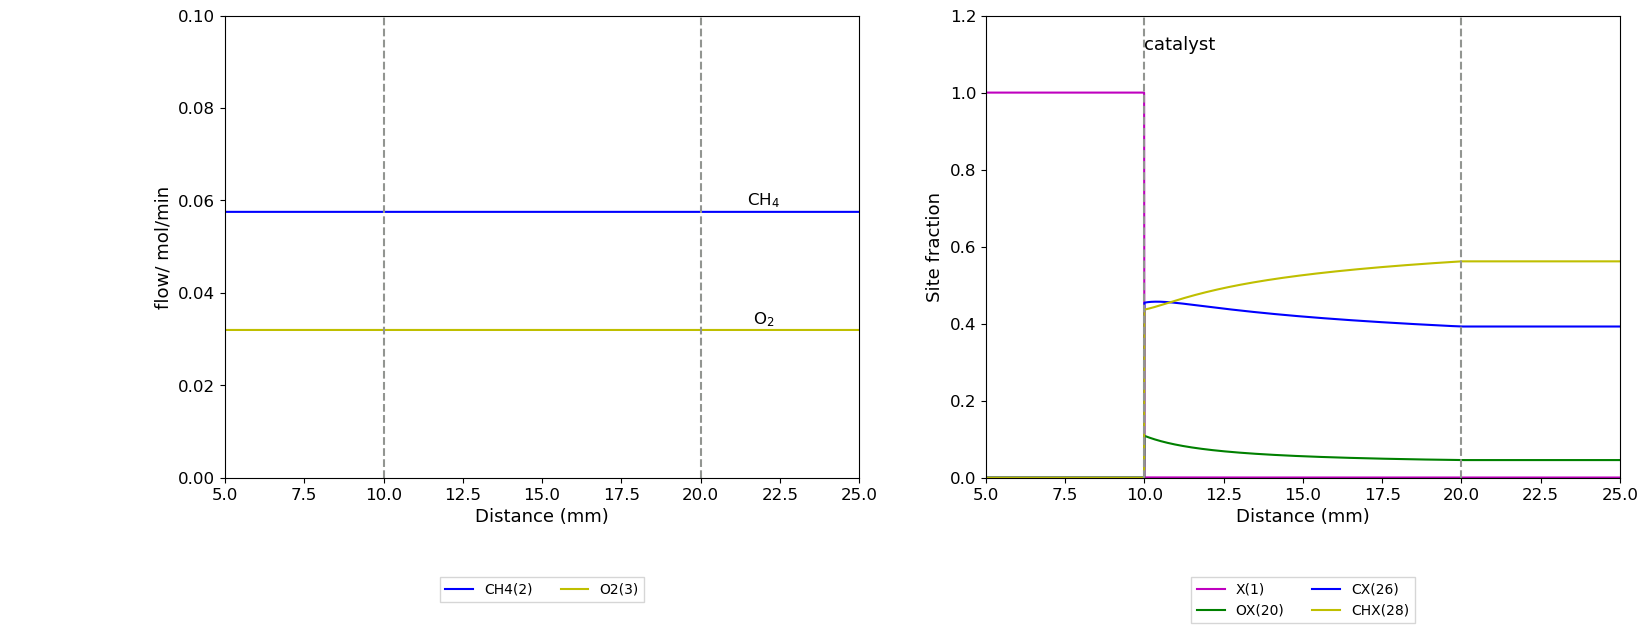 0.10
0.08
0.06
0.04
0.02
0.00
flow/ mol/min
CH₄
O₂
5.0 7.5 10.0 12.5 15.0 17.5 20.0 22.5 25.0
Distance (mm)
CH4(2) O2(3)
1.2
1.0
0.8
0.6
0.4
0.2
0.0
Site fraction
catalyst
5.0 7.5 10.0 12.5 15.0 17.5 20.0 22.5 25.0
Distance (mm)
X(1) CX(26)
OX(20) CHX(28)